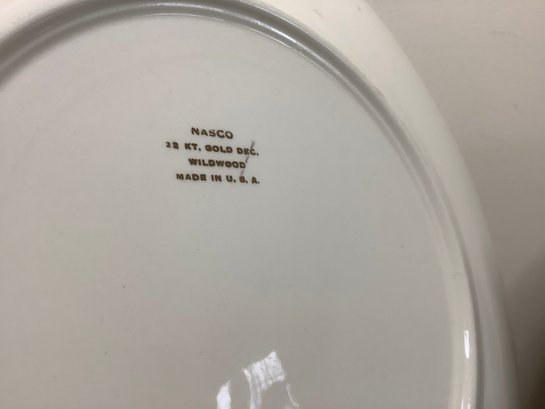 NASCO
22 KT. GOLD DEC.
WILDWOOD
MADE IN U. S. A.